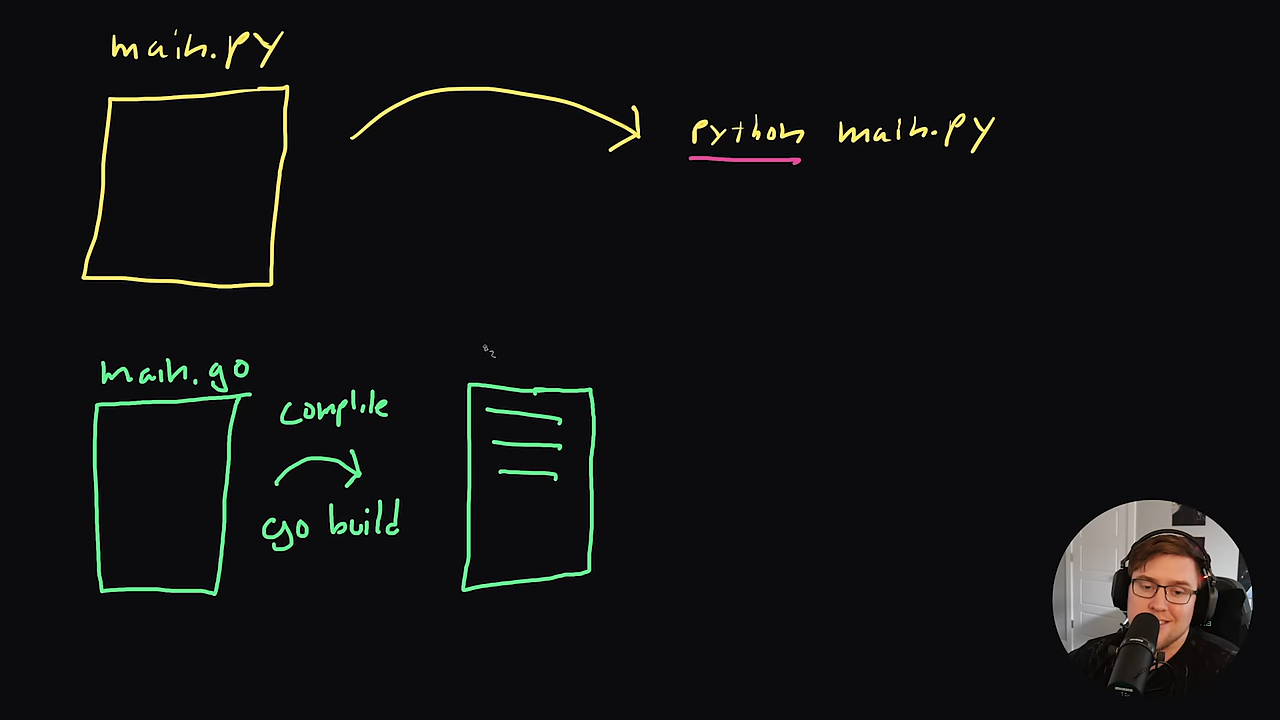 main.py
python main.py
main.go
compile
go build